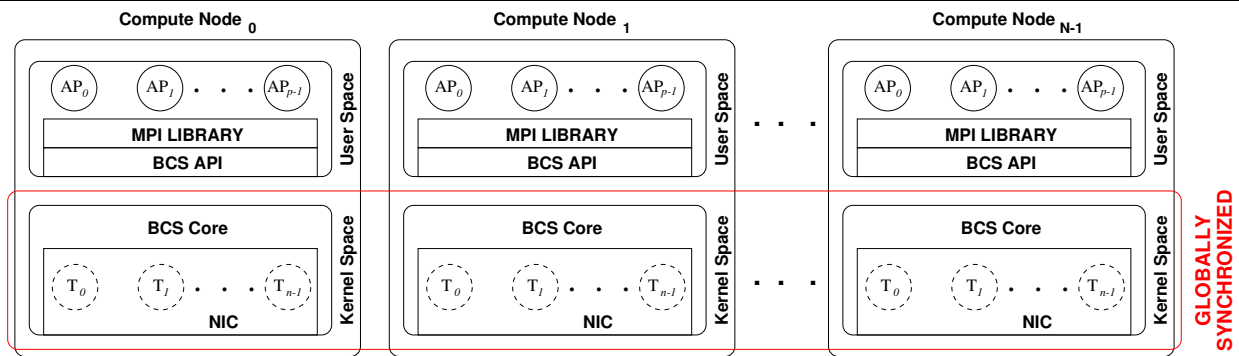 Compute Node 0
AP0 AP1 . . . APp-1
MPI LIBRARY
BCS API
User Space
BCS Core
T0 T1 . . . Tn-1
NIC
Kernel Space
Compute Node 1
AP0 AP1 . . . APp-1
MPI LIBRARY
BCS API
User Space
BCS Core
T0 T1 . . . Tn-1
NIC
Kernel Space
. . .
. . .
Compute Node N-1
AP0 AP1 . . . APp-1
MPI LIBRARY
BCS API
User Space
BCS Core
T0 T1 . . . Tn-1
NIC
Kernel Space
GLOBALLY
SYNCHRONIZED